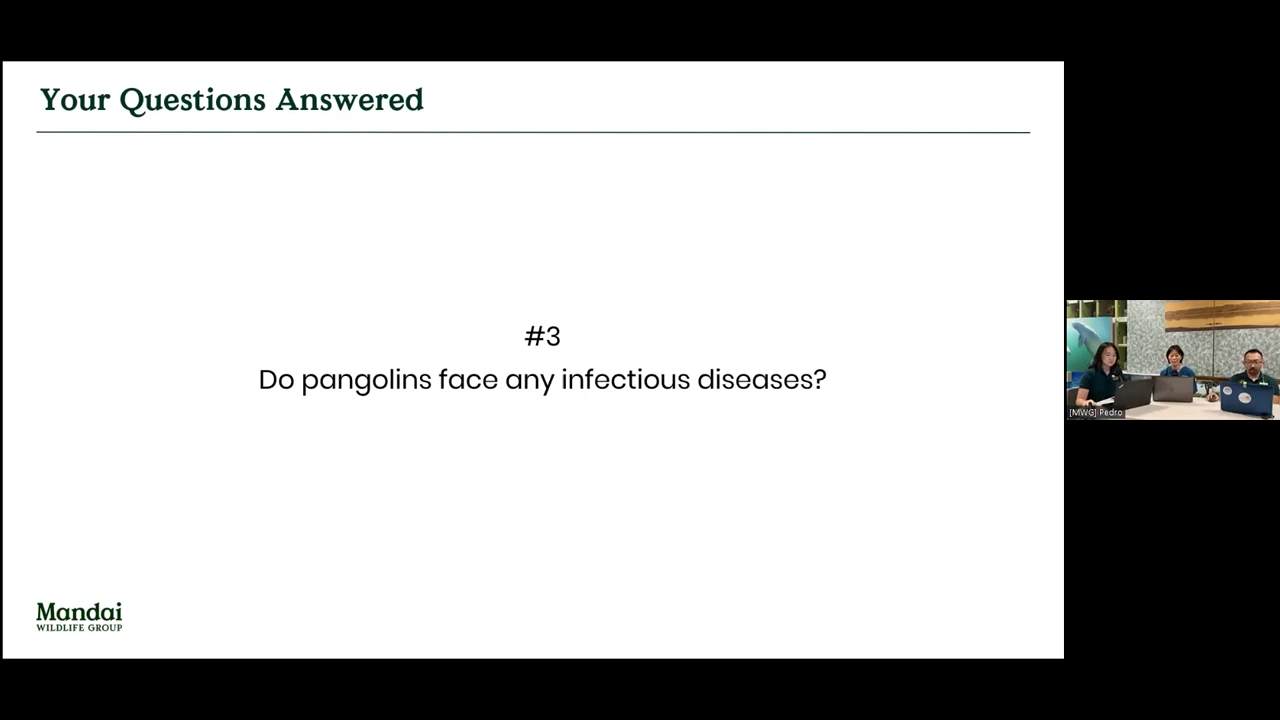 Your Questions Answered
#3
Do pangolins face any infectious diseases?
Mandai
WILDLIFE GROUP
[MWG] Pedro